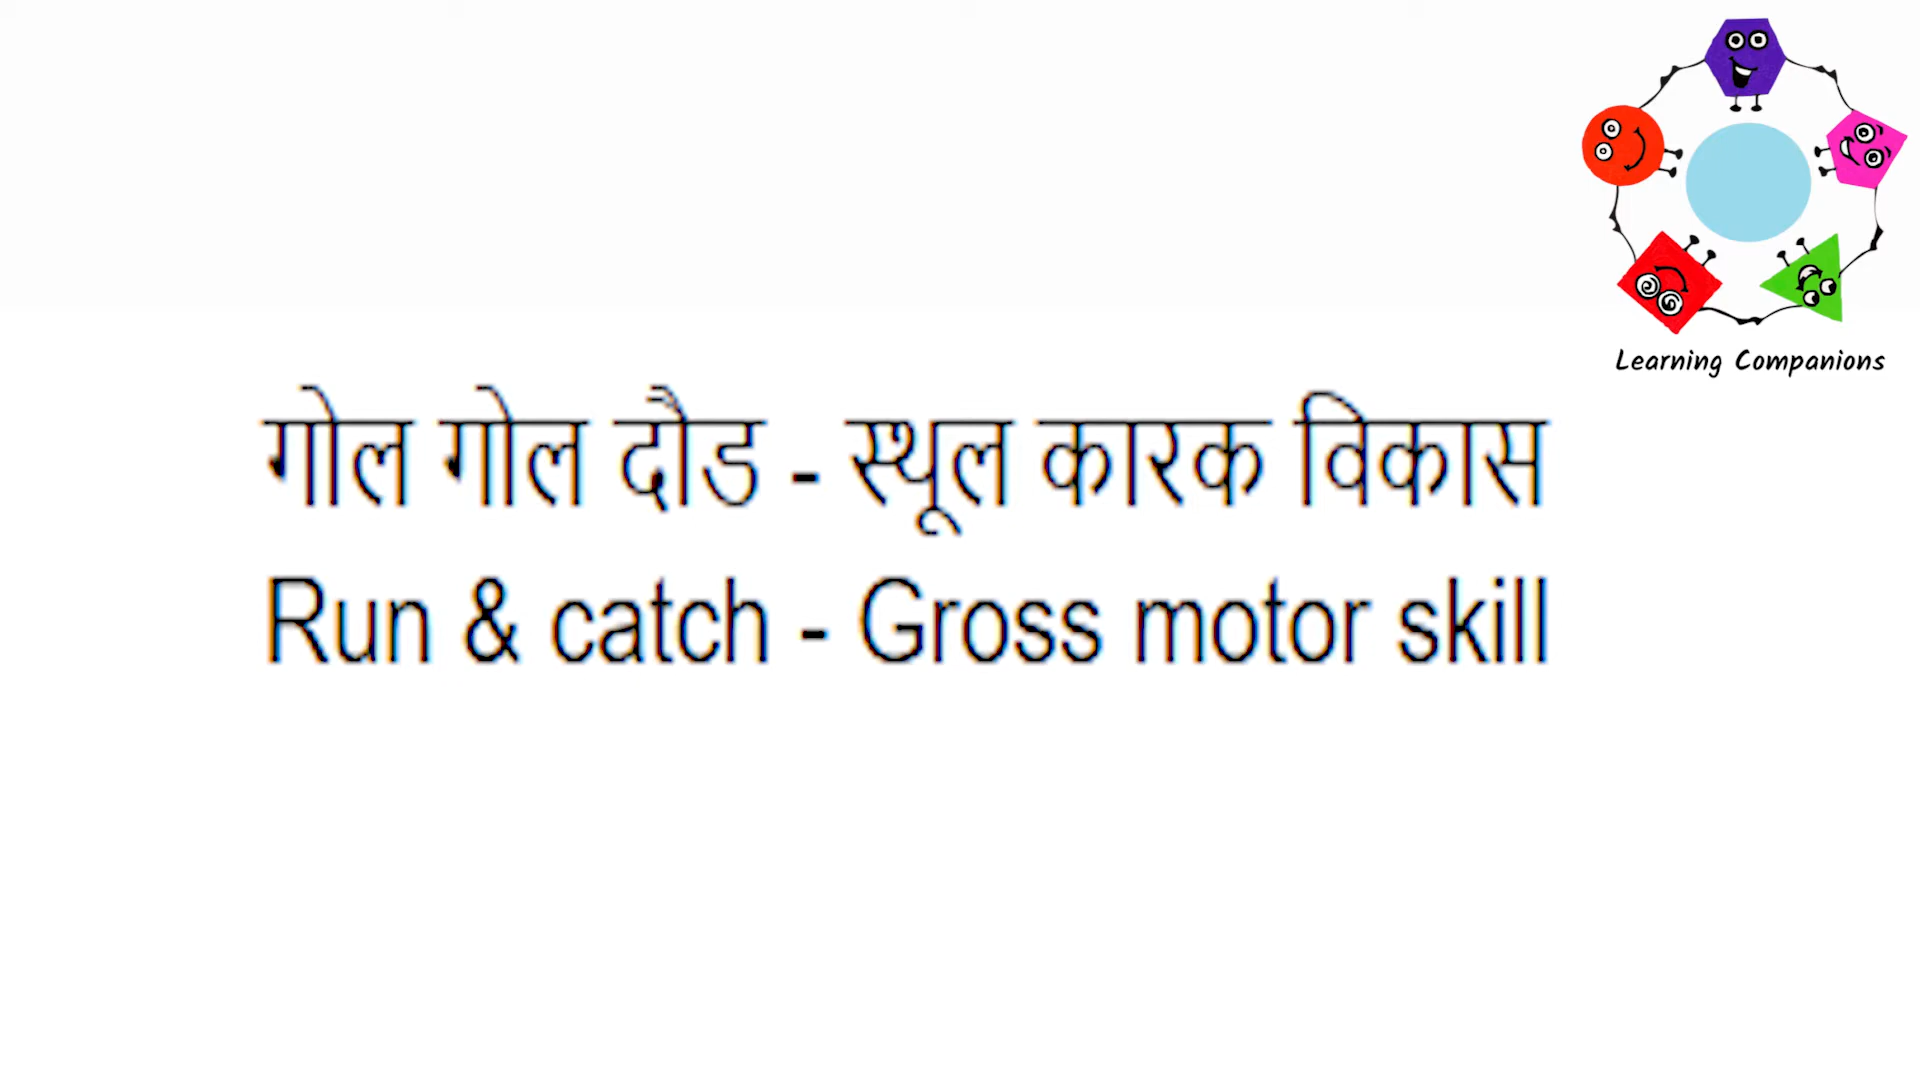 Learning Companions
गोल गोल दौड - स्थूल कारक विकास
Run & catch - Gross motor skill